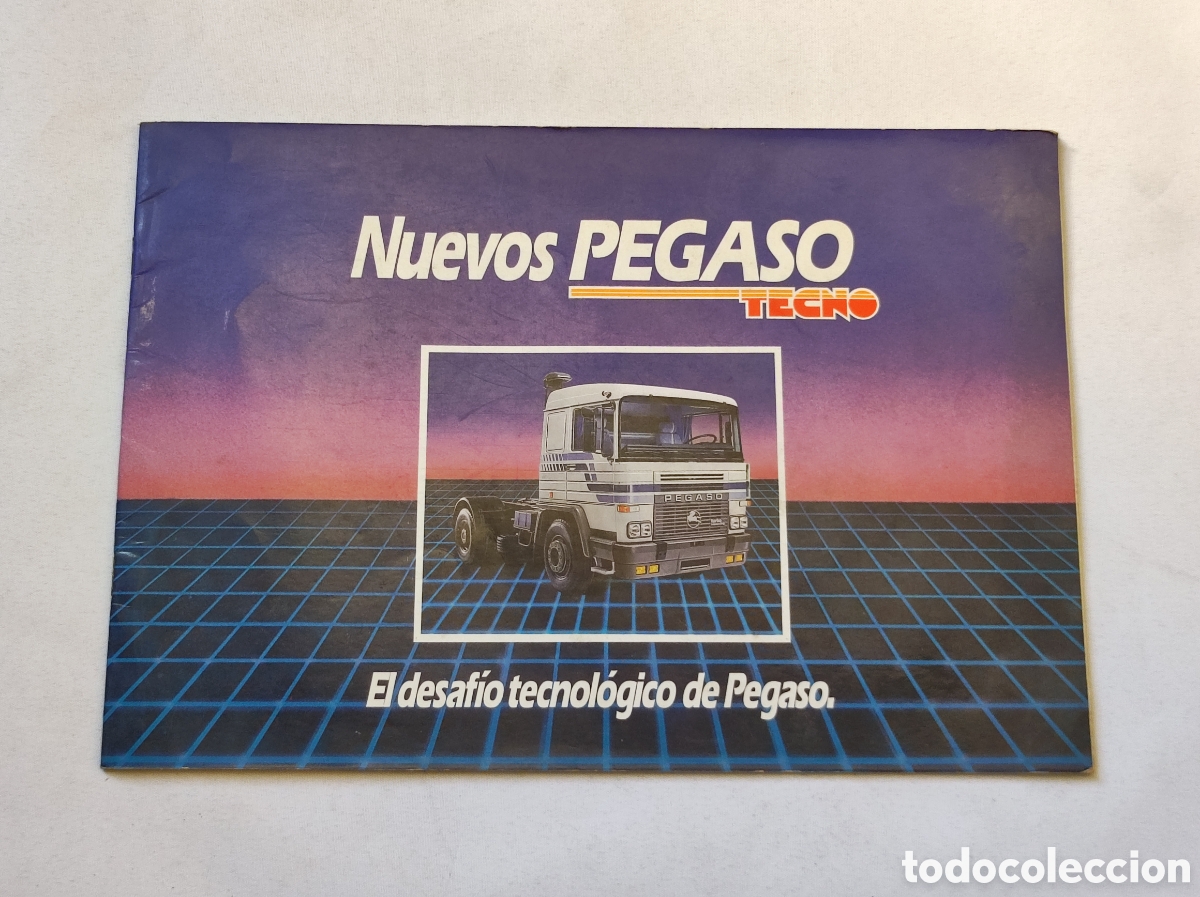 Nuevos PEGASO
TECNO
PEGASO
El desafío tecnológico de Pegaso.
todocoleccion